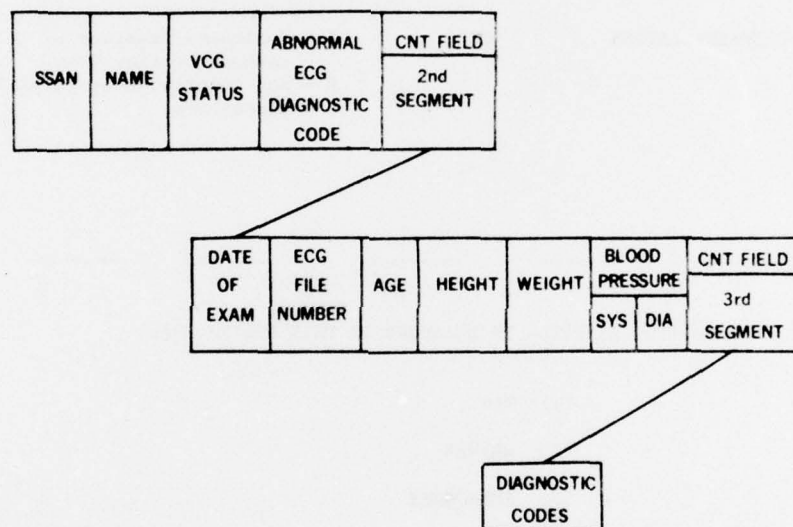 SSAN
NAME
VCG
STATUS
ABNORMAL
ECG
DIAGNOSTIC
CODE
CNT FIELD
2nd
SEGMENT
DATE
OF
EXAM
ECG
FILE
NUMBER
AGE
HEIGHT
WEIGHT
BLOOD
PRESSURE
SYS
DIA
CNT FIELD
3rd
SEGMENT
DIAGNOSTIC
CODES